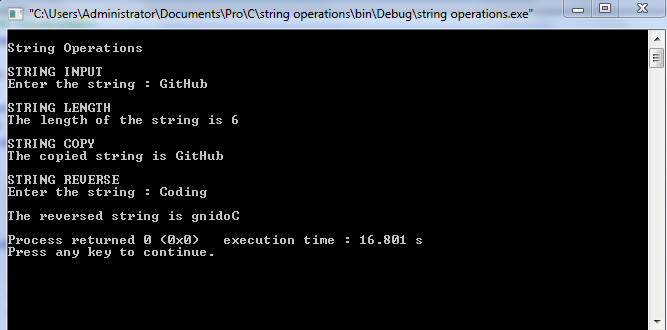 "C:\Users\Administrator\Documents\Pro\C\string operations\bin\Debug\string operations.exe"
String Operations
STRING INPUT
Enter the string : GitHub
STRING LENGTH
The length of the string is 6
STRING COPY
The copied string is GitHub
STRING REVERSE
Enter the string : Coding
The reversed string is gnidoC
Process returned 0 (0x0)   execution time : 16.801 s
Press any key to continue.